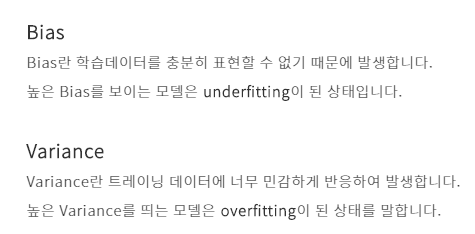 Bias
Bias란 학습데이터를 충분히 표현할 수 없기 때문에 발생합니다.
높은 Bias를 보이는 모델은 underfitting이 된 상태입니다.
Variance
Variance란 트레이닝 데이터에 너무 민감하게 반응하여 발생합니다.
높은 Variance를 띄는 모델은 overfitting이 된 상태를 말합니다.